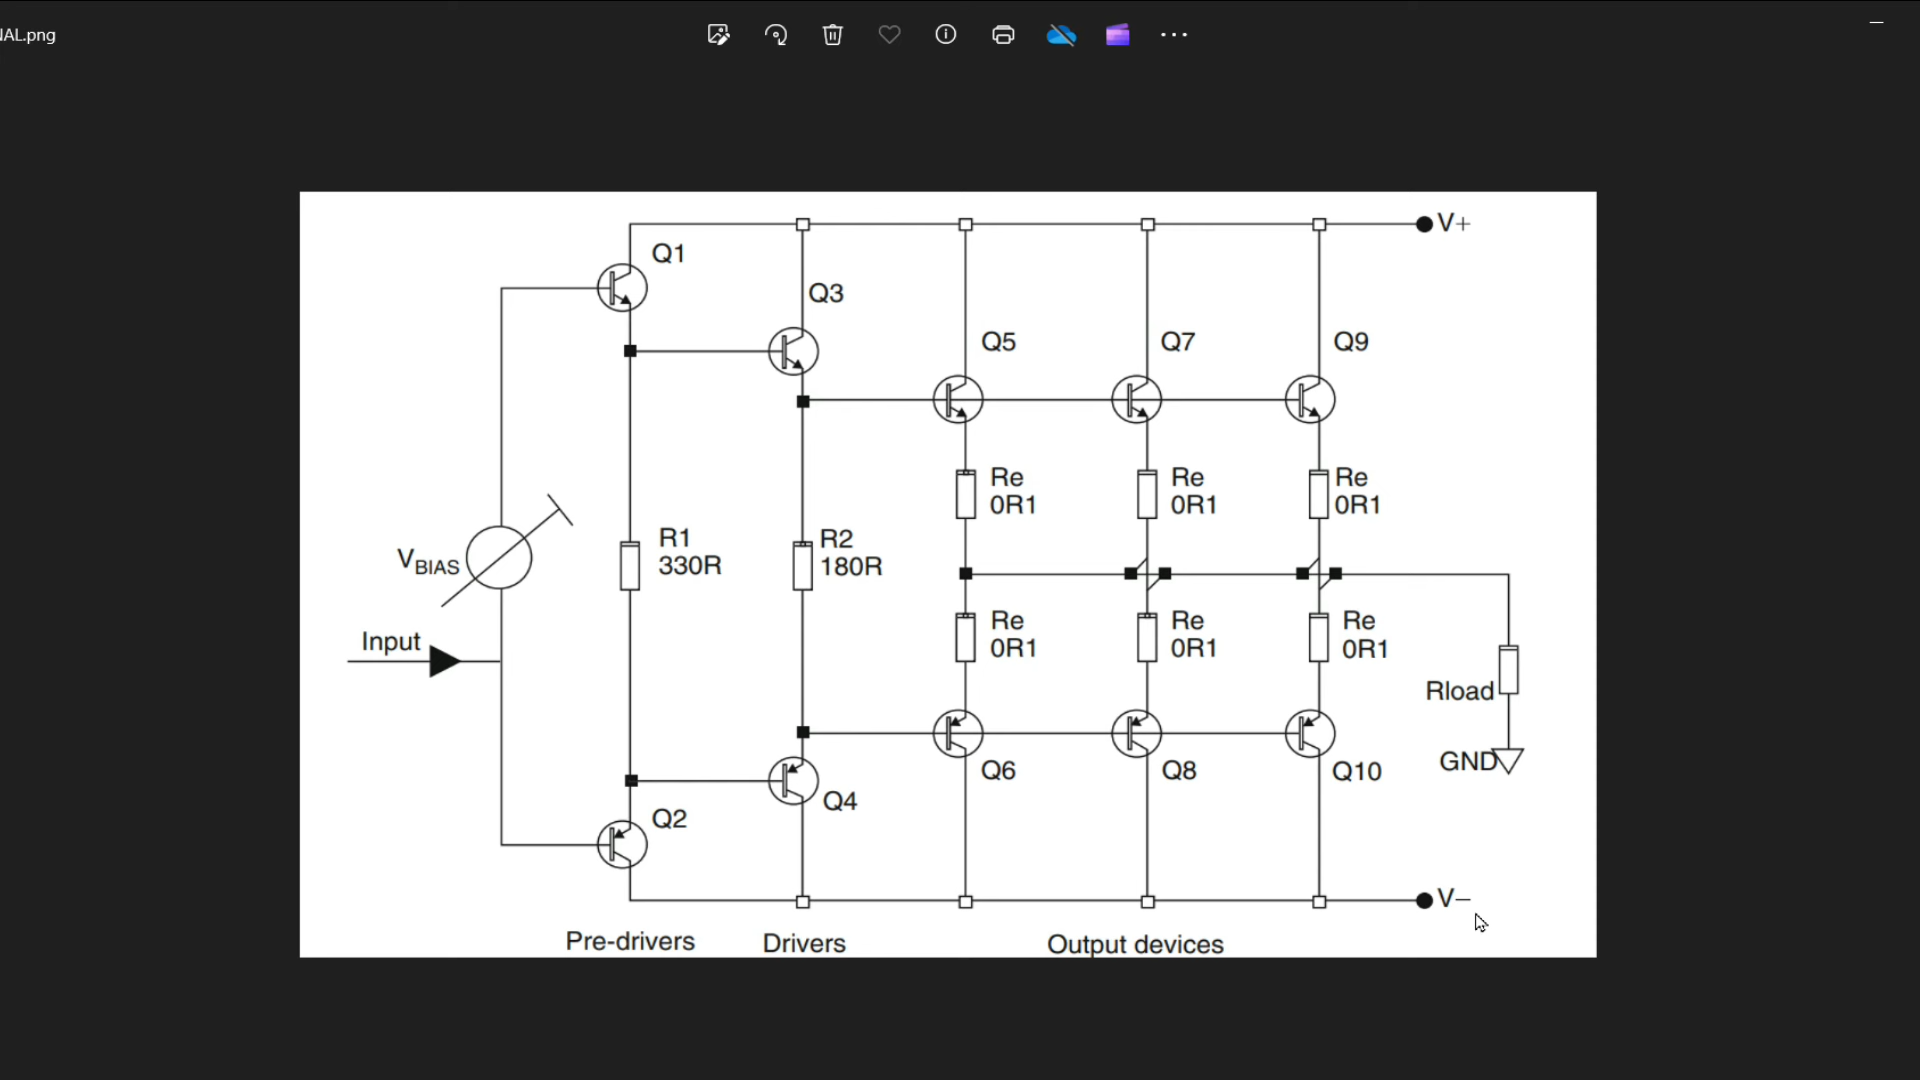 NAL.png
V+
Q1
Q3
Q5
Q7
Q9
Re
0R1
Re
0R1
Re
0R1
R1
330R
R2
180R
VBIAS
Input
Re
0R1
Re
0R1
Re
0R1
Rload
GND
Q6
Q8
Q10
Q4
Q2
V−
Pre-drivers
Drivers
Output devices